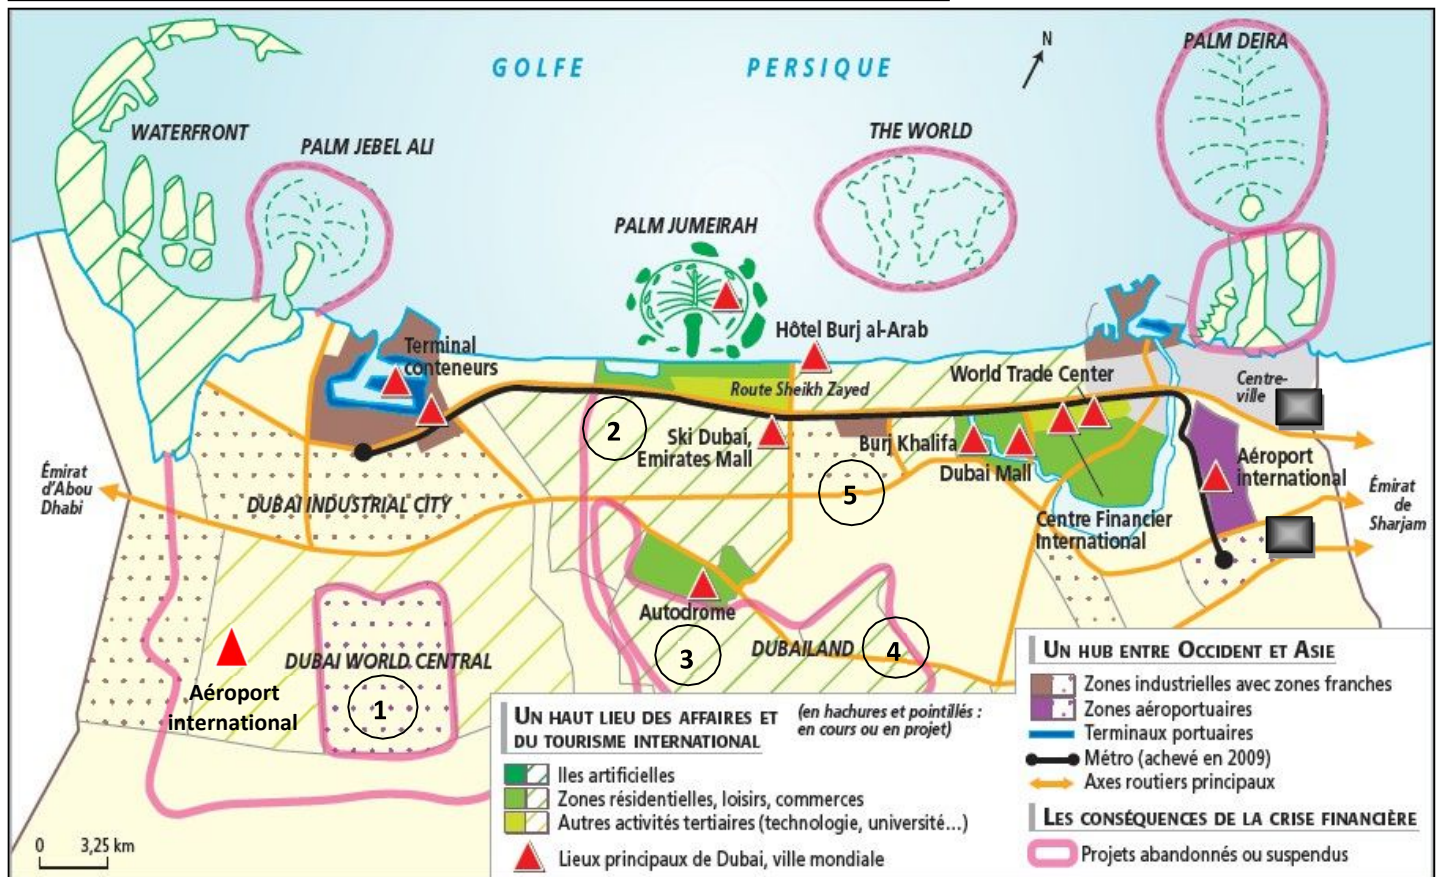 GOLFE PERSIQUE
N
PALM DEIRA
WATERFRONT
PALM JEBEL ALI
THE WORLD
PALM JUMEIRAH
Hôtel Burj al-Arab
Terminal
conteneurs
World Trade Center
Route Sheikh Zayed
Centre-
ville
2
Ski Dubai,
Emirates Mall
Burj Khalifa
Dubai Mall
Aéroport
international
Émirat
d'Abou
Dhabi
DUBAI INDUSTRIAL CITY
5
Émirat
de
Sharjam
Centre Financier
International
Autodrome
3
DUBAILAND
4
DUBAI WORLD CENTRAL
Aéroport
international
1
0 3,25 km
UN HAUT LIEU DES AFFAIRES ET
DU TOURISME INTERNATIONAL
(en hachures et pointillés :
en cours ou en projet)
Iles artificielles
Zones résidentielles, loisirs, commerces
Autres activités tertiaires (technologie, université...)
Lieux principaux de Dubai, ville mondiale
UN HUB ENTRE OCCIDENT ET ASIE
Zones industrielles avec zones franches
Zones aéroportuaires
Terminaux portuaires
Métro (achevé en 2009)
Axes routiers principaux
LES CONSÉQUENCES DE LA CRISE FINANCIÈRE
Projets abandonnés ou suspendus